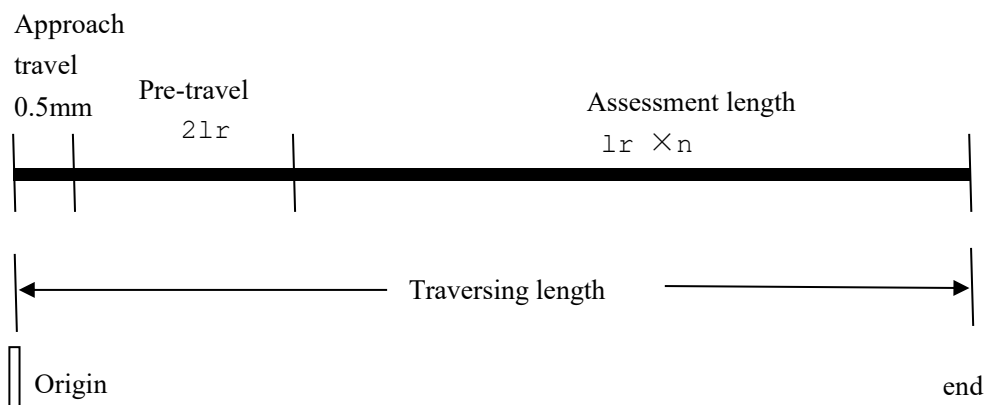 Approach
travel
0.5mm
Pre-travel
2lr
Assessment length
lr ×n
Traversing length
Origin
end